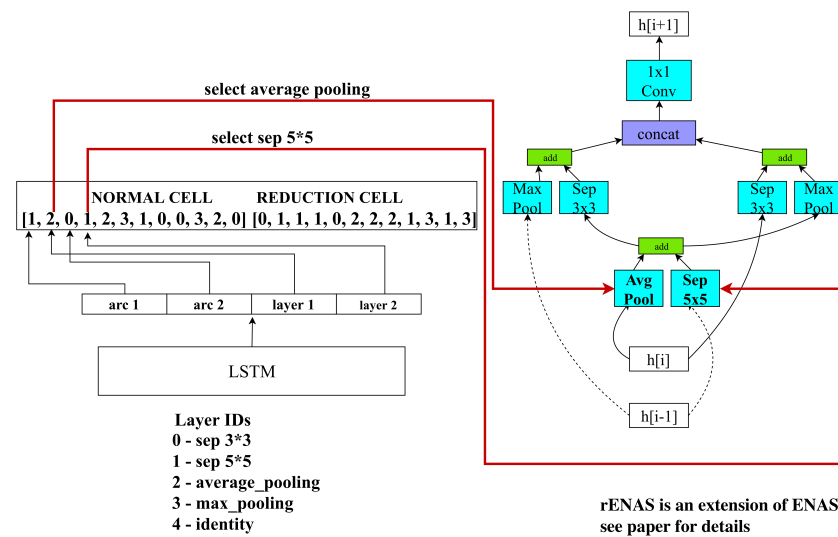 h[i+1]
1x1
Conv
select average pooling
concat
select sep 5*5
add
add
NORMAL CELL REDUCTION CELL
[1, 2, 0, 1, 2, 3, 1, 0, 0, 3, 2, 0] [0, 1, 1, 1, 0, 2, 2, 2, 1, 3, 1, 3]
Max
Pool
Sep
3x3
Sep
3x3
Max
Pool
add
Avg
Pool
Sep
5x5
arc 1
arc 2
layer 1
layer 2
h[i]
LSTM
h[i-1]
Layer IDs
0 - sep 3*3
1 - sep 5*5
2 - average_pooling
3 - max_pooling
4 - identity
rENAS is an extension of ENAS
see paper for details